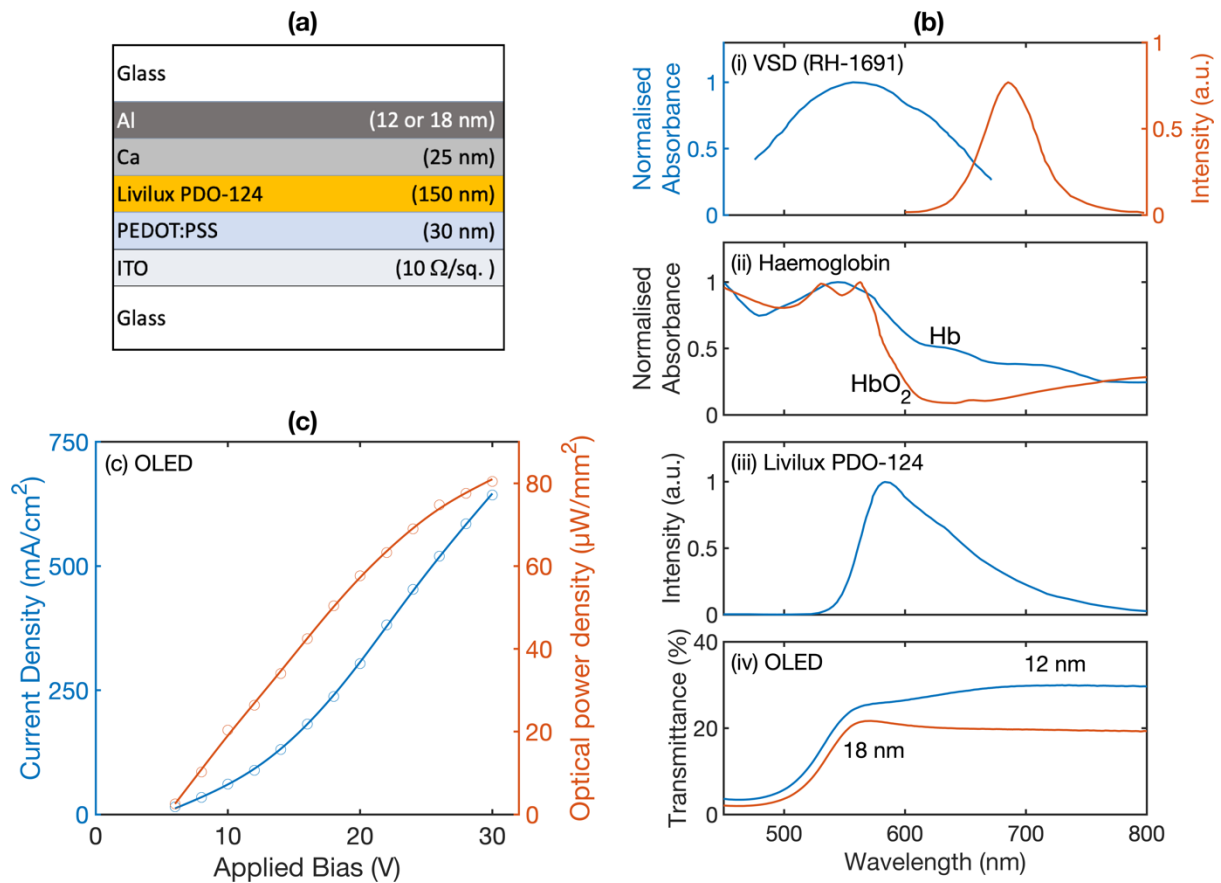 (a)
Glass
Al (12 or 18 nm)
Ca (25 nm)
Livilux PDO-124 (150 nm)
PEDOT:PSS (30 nm)
ITO (10 Ω/sq. )
Glass
(b)
(i) VSD (RH-1691)
Normalised
Absorbance
1
0.5
1
Intensity (a.u.)
1
0.5
0
(ii) Haemoglobin
Normalised
Absorbance
1
0.5
1
0
Hb
HbO2
(iii) Livilux PDO-124
Intensity (a.u.)
1
0.5
0
(iv) OLED
Transmittance (%)
40
20
0
12 nm
18 nm
500 600 700 800
Wavelength (nm)
(c)
(c) OLED
Current Density (mA/cm²)
750
500
250
0
Optical power density (µW/mm²)
80
60
40
20
0
0 10 20 30
Applied Bias (V)